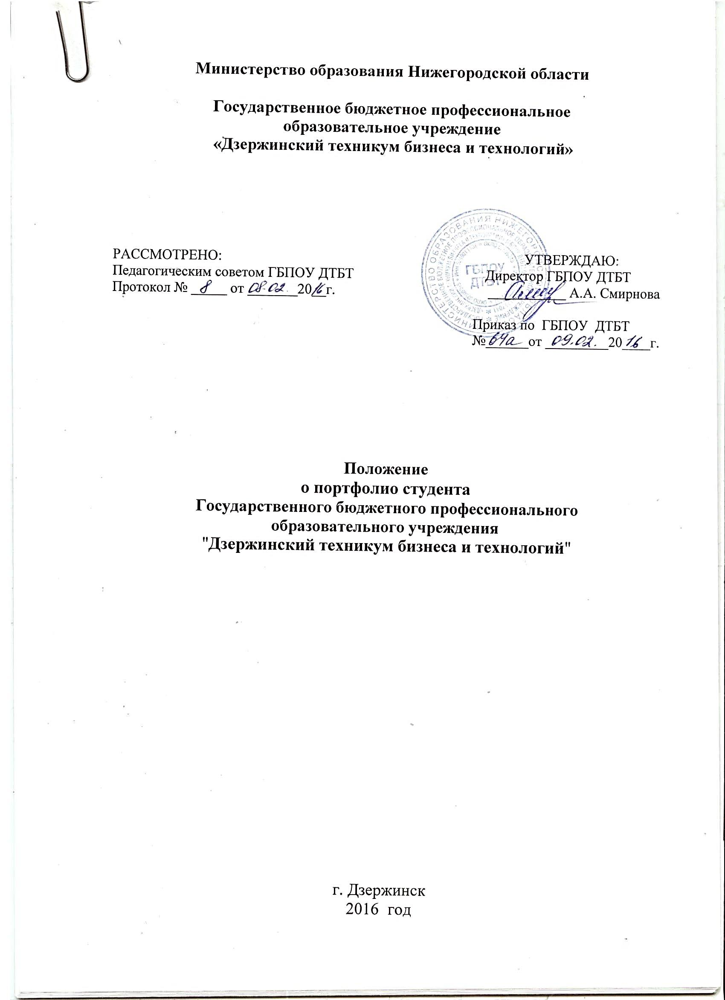 Министерство образования Нижегородской области
Государственное бюджетное профессиональное
образовательное учреждение
«Дзержинский техникум бизнеса и технологий»
РАССМОТРЕНО:
Педагогическим советом ГБПОУ ДТБТ
Протокол № 8 от 08.02. 2016 г.
ГБПОУ
ДТБТ
УТВЕРЖДАЮ:
Директор ГБПОУ ДТБТ
А.А. Смирнова
Приказ по ГБПОУ ДТБТ
№ 64а от 09.02. 2016 г.
Положение
о портфолио студента
Государственного бюджетного профессионального
образовательного учреждения
"Дзержинский техникум бизнеса и технологий"
г. Дзержинск
2016 год